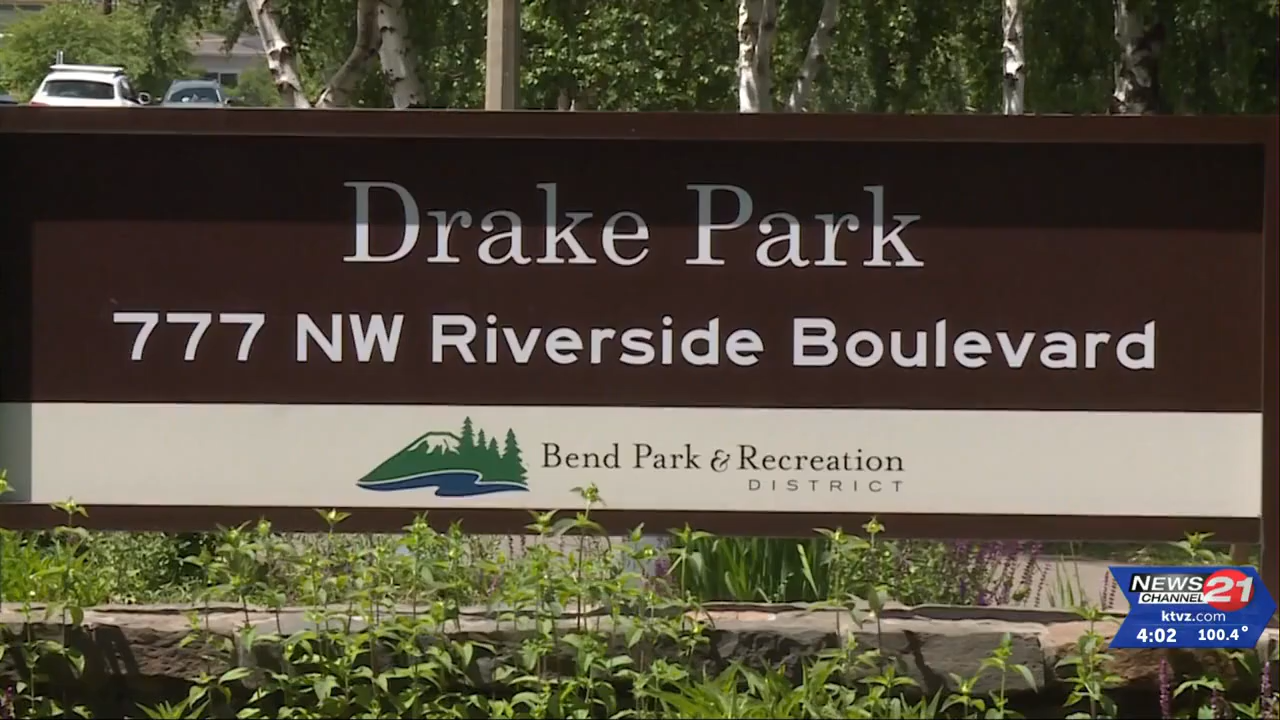 Drake Park
777 NW Riverside Boulevard
Bend Park & Recreation
DISTRICT
NEWS 21
CHANNEL
ktvz.com
4:02 100.4°